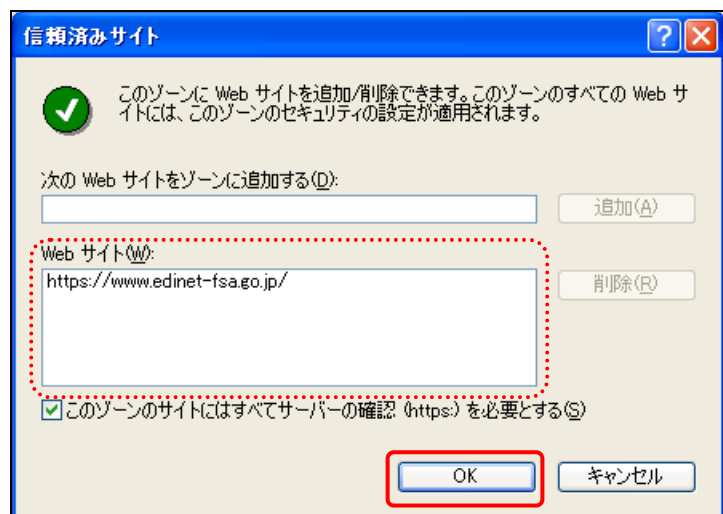 信頼済みサイト
このゾーンに Web サイトを追加/削除できます。このゾーンのすべての Web サ
イトには、このゾーンのセキュリティの設定が適用されます。
次の Web サイトをゾーンに追加する(D):
追加(A)
Web サイト(W):
https://www.edinet-fsa.go.jp/
削除(R)
このゾーンのサイトにはすべてサーバーの確認 (https:) を必要とする(S)
OK
キャンセル